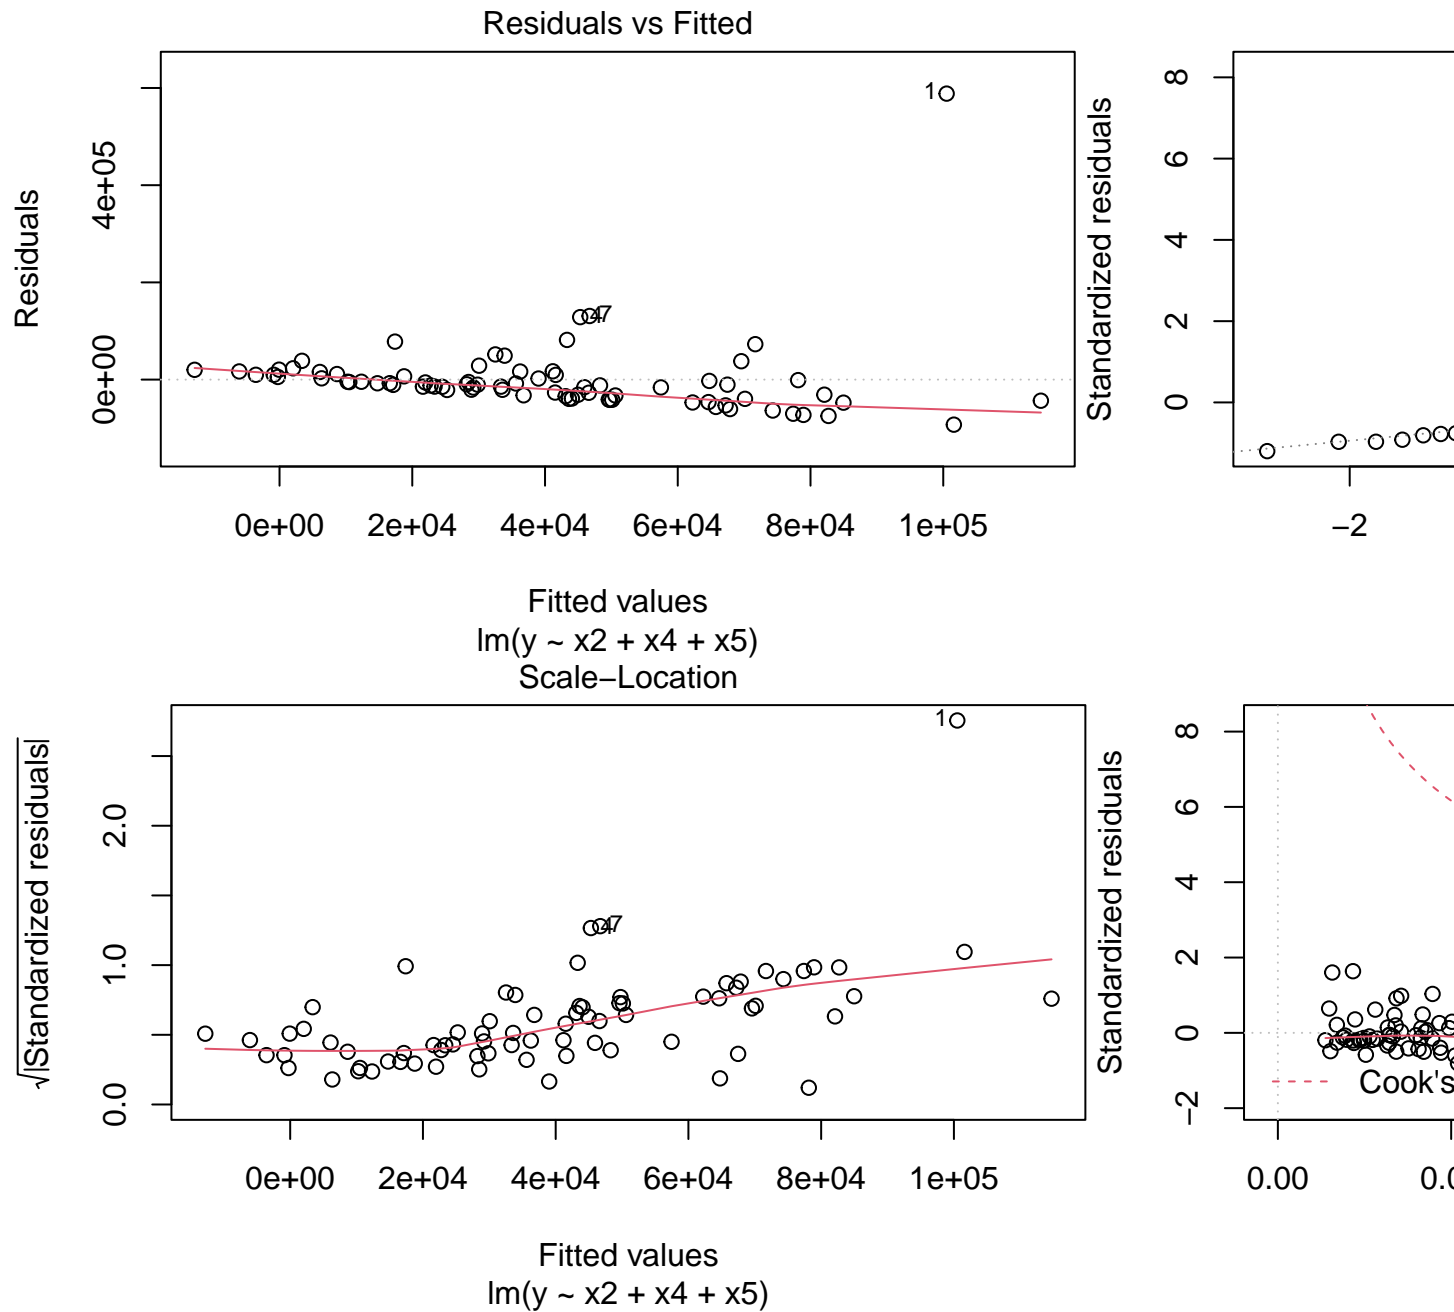 Residuals vs Fitted
Residuals
0e+00
4e+05
1
47
0e+00 2e+04 4e+04 6e+04 8e+04 1e+05
Fitted values
lm(y ~ x2 + x4 + x5)
Standardized residuals
0 2 4 6 8
−2
Scale−Location
√|Standardized residuals|
0.0 1.0 2.0
1
47
0e+00 2e+04 4e+04 6e+04 8e+04 1e+05
Fitted values
lm(y ~ x2 + x4 + x5)
Standardized residuals
−2 0 2 4 6 8
Cook's
0.00